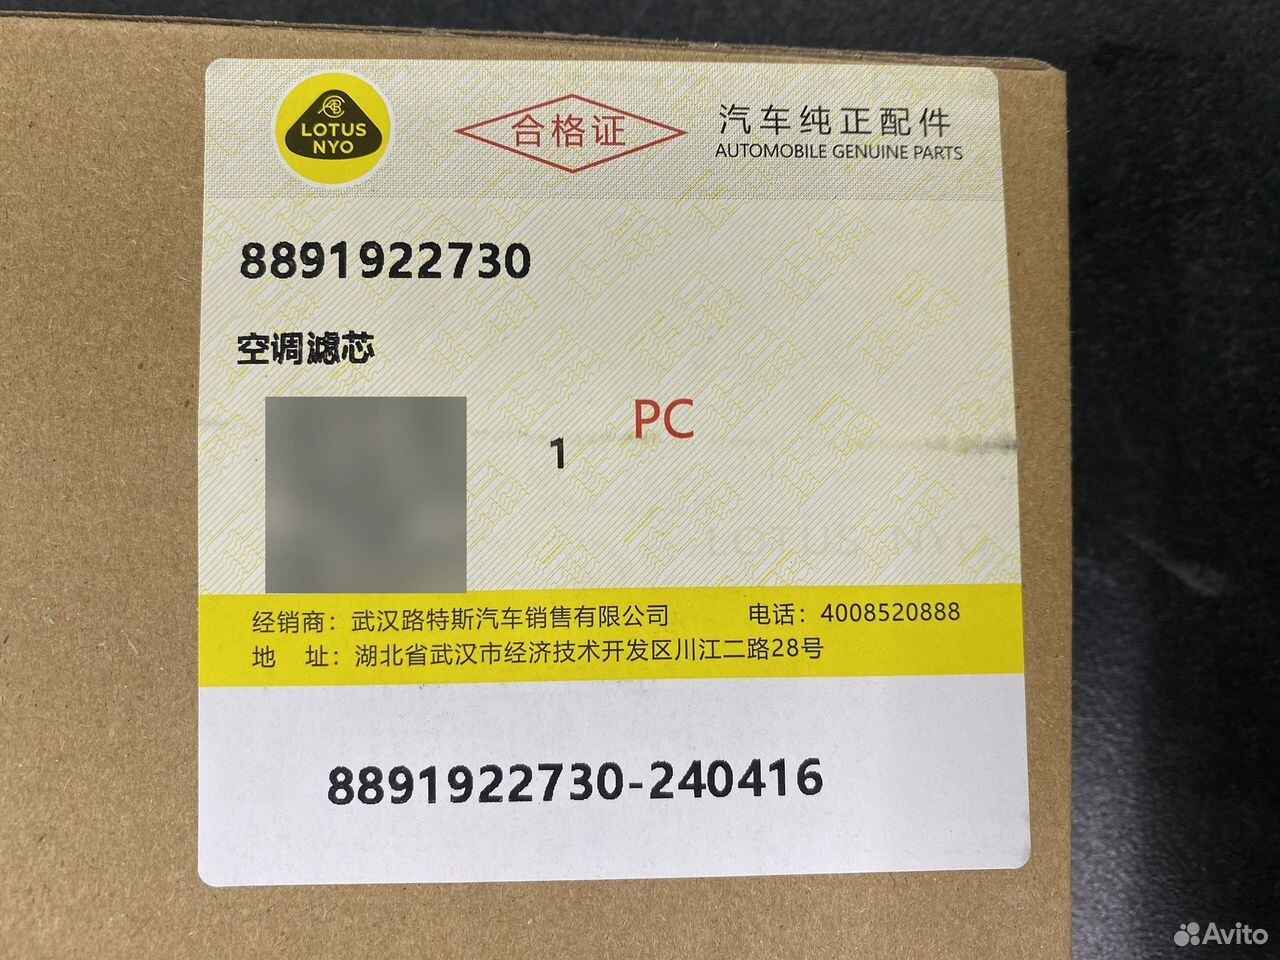 LOTUS
NYO
合格证
汽车纯正配件
AUTOMOBILE GENUINE PARTS
8891922730
空调滤芯
1 PC
LOTUS NYO
经销商：武汉路特斯汽车销售有限公司 电话：4008520888
地 址：湖北省武汉市经济技术开发区川江二路28号
8891922730-240416
Avito